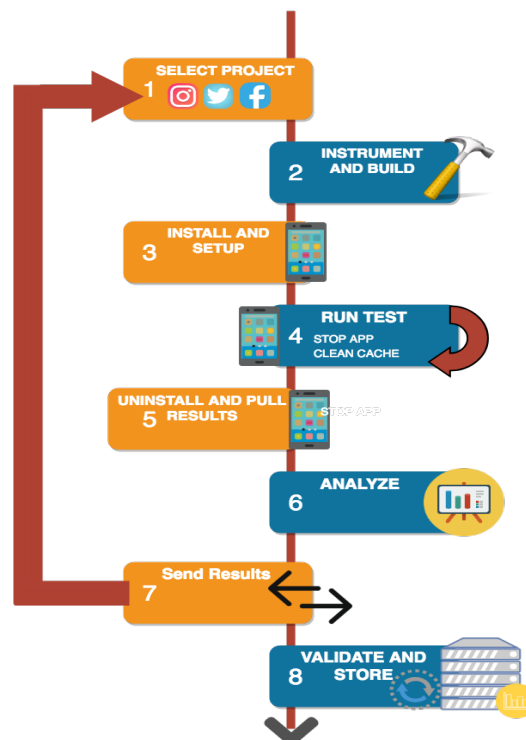 SELECT PROJECT
1
INSTRUMENT
AND BUILD
2
INSTALL AND
SETUP
3
RUN TEST
4
STOP APP
CLEAN CACHE
UNINSTALL AND PULL
RESULTS
5
STOP APP
ANALYZE
6
Send Results
7
VALIDATE AND
STORE
8